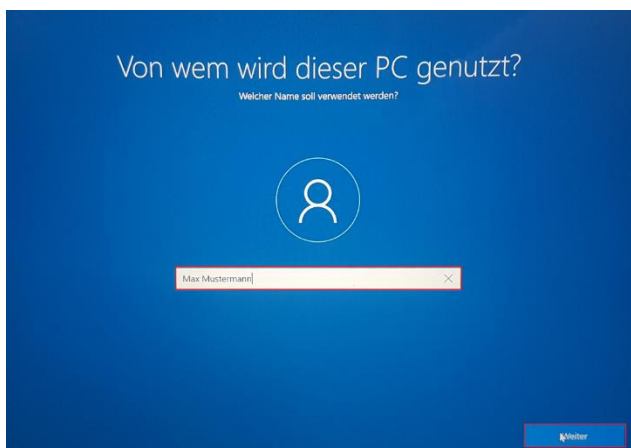 Von wem wird dieser PC genutzt?
Welcher Name soll verwendet werden?
Max Mustermann
Weiter